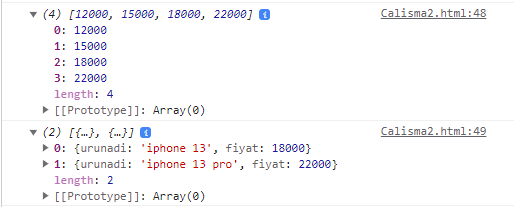 ▼ (4) [12000, 15000, 18000, 22000] i Calisma2.html:48
0: 12000
1: 15000
2: 18000
3: 22000
length: 4
▶ [[Prototype]]: Array(0)
▼ (2) [{…}, {…}] i Calisma2.html:49
▶ 0: {urunadi: 'iphone 13', fiyat: 18000}
▶ 1: {urunadi: 'iphone 13 pro', fiyat: 22000}
length: 2
▶ [[Prototype]]: Array(0)